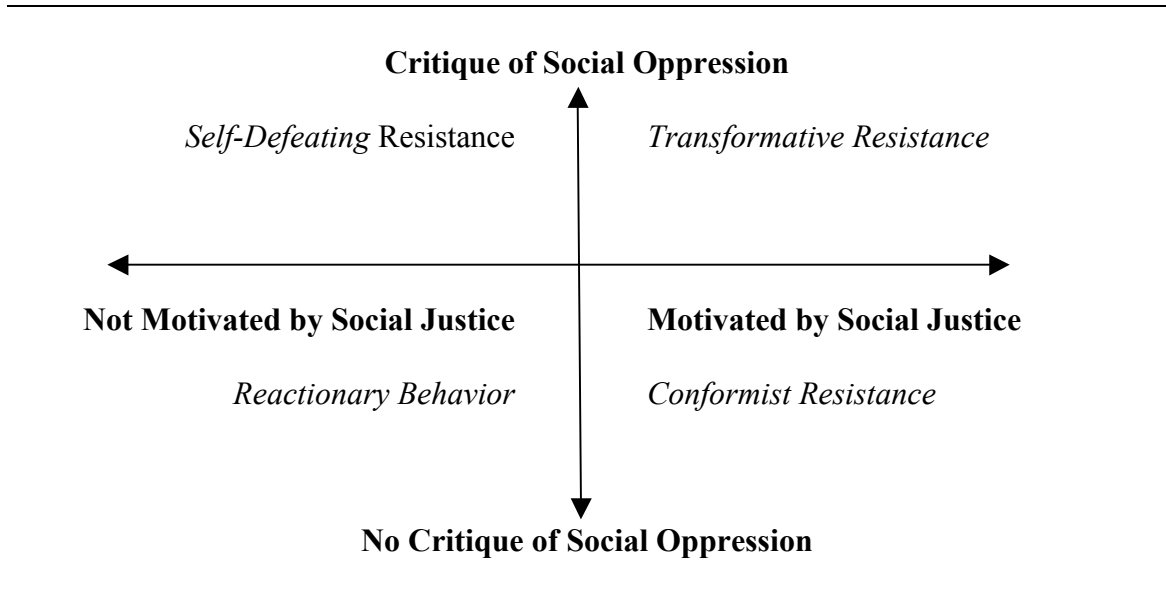 Critique of Social Oppression
Self-Defeating Resistance
Transformative Resistance
Not Motivated by Social Justice
Motivated by Social Justice
Reactionary Behavior
Conformist Resistance
No Critique of Social Oppression